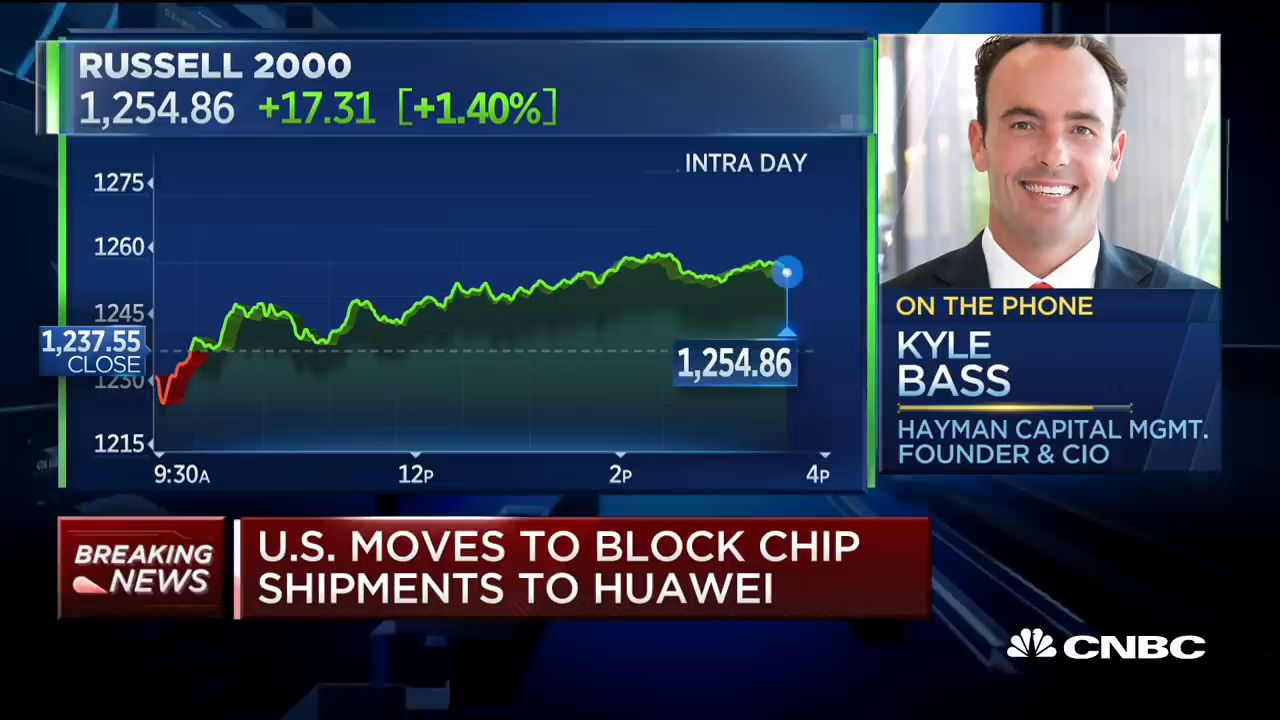 RUSSELL 2000
1,254.86 +17.31 [+1.40%]
INTRA DAY
1275
1260
1245
1,237.55
CLOSE
1230
1215
1,254.86
9:30A 12P 2P 4P
ON THE PHONE
KYLE
BASS
HAYMAN CAPITAL MGMT.
FOUNDER & CIO
BREAKING
NEWS
U.S. MOVES TO BLOCK CHIP
SHIPMENTS TO HUAWEI
CNBC